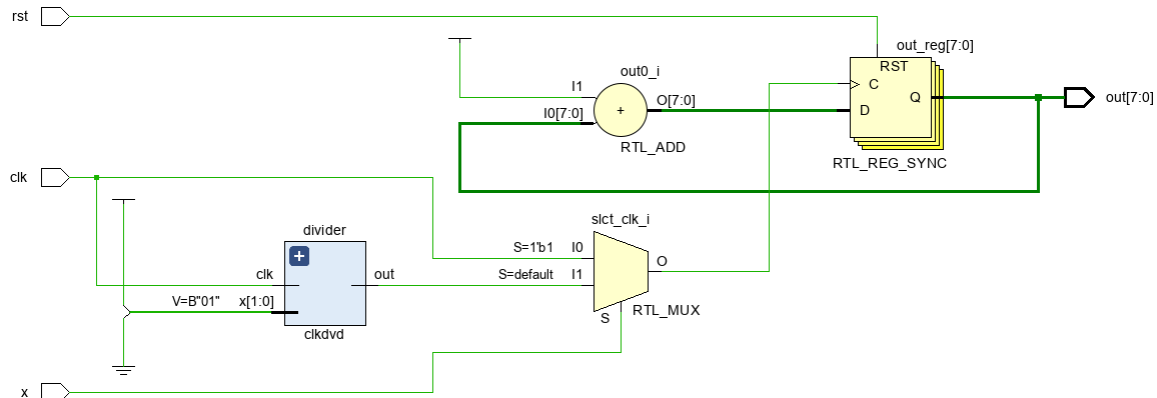 rst
out_reg[7:0]
RST
out0_i
C
I1
O[7:0]
Q
out[7:0]
I0[7:0]
+
D
RTL_ADD
RTL_REG_SYNC
clk
slct_clk_i
divider
S=1'b1 I0
+
O
clk
out
S=default I1
V=B"01" x[1:0]
S
RTL_MUX
clkdvd
x